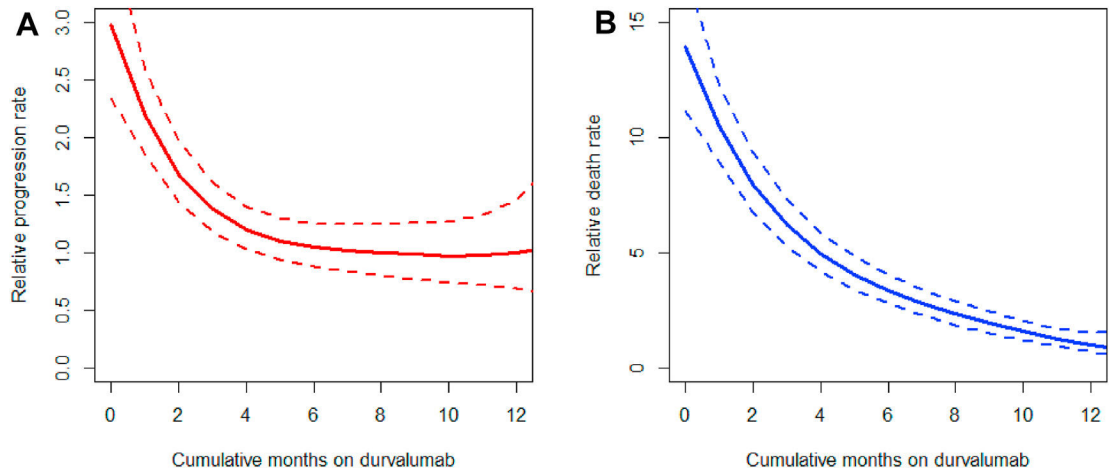 A
Relative progression rate
3.0
2.5
2.0
1.5
1.0
0.5
0.0
0 2 4 6 8 10 12
Cumulative months on durvalumab
B
Relative death rate
15
10
5
0
0 2 4 6 8 10 12
Cumulative months on durvalumab